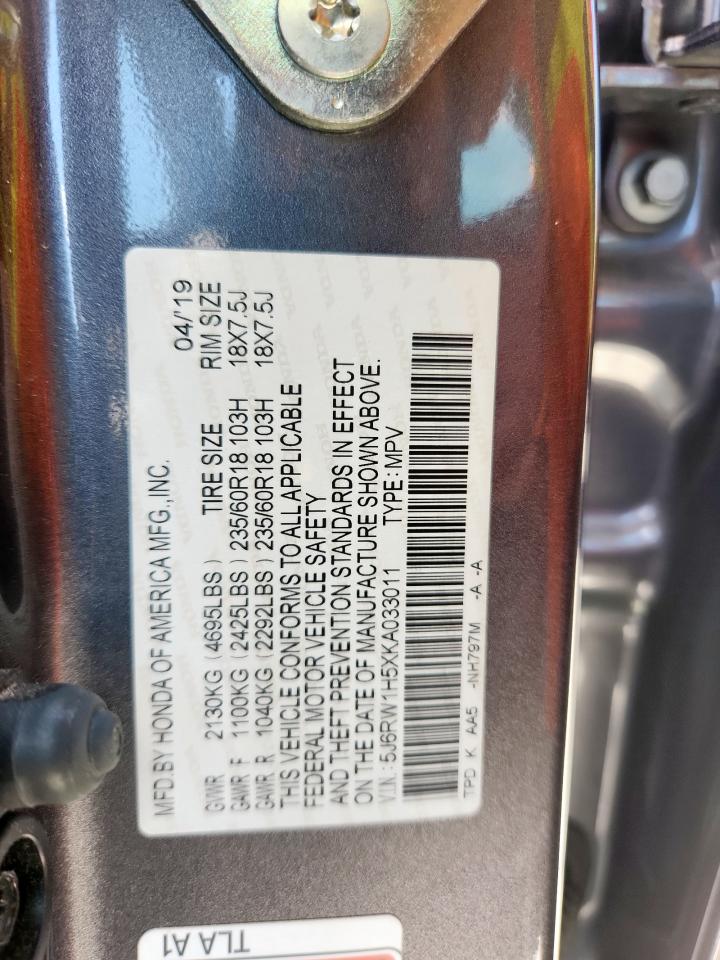 MFD.BY HONDA OF AMERICA MFG.,INC. 04/'19
GVWR 2130KG (4695LBS) TIRE SIZE RIM SIZE
GAWR F 1100KG (2425LBS) 235/60R18 103H 18X7.5J
GAWR R 1040KG (2292LBS) 235/60R18 103H 18X7.5J
THIS VEHICLE CONFORMS TO ALL APPLICABLE
FEDERAL MOTOR VEHICLE SAFETY
AND THEFT PREVENTION STANDARDS IN EFFECT
ON THE DATE OF MANUFACTURE SHOWN ABOVE.
V.I.N.: 5J6RW1H5XKA033011 TYPE: MPV
TPD K AA5 -NH797M -A -A
TLA A1